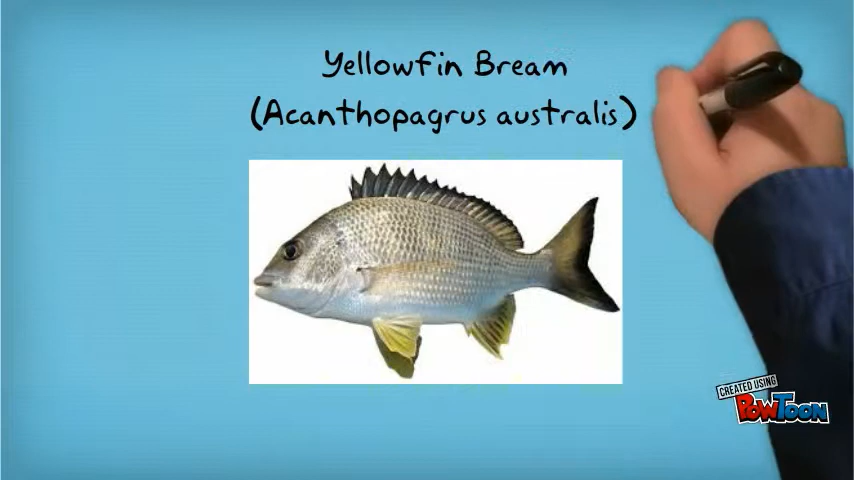 Yellowfin Bream
(Acanthopagrus australis)
CREATED USING
POWTOON